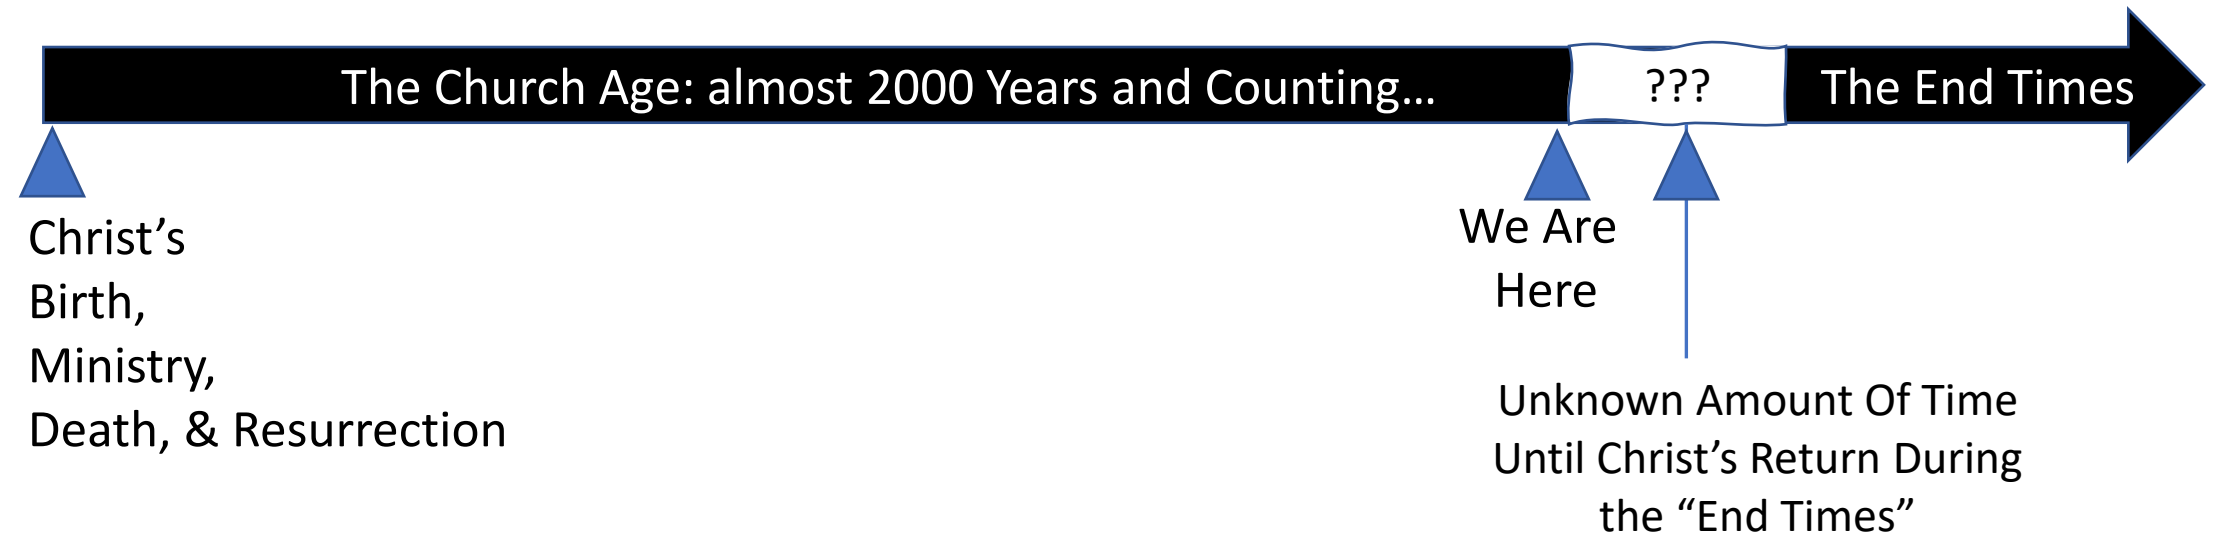 The Church Age: almost 2000 Years and Counting…
???
The End Times
Christ’s
Birth,
Ministry,
Death, & Resurrection
We Are
Here
Unknown Amount Of Time
Until Christ’s Return During
the “End Times”